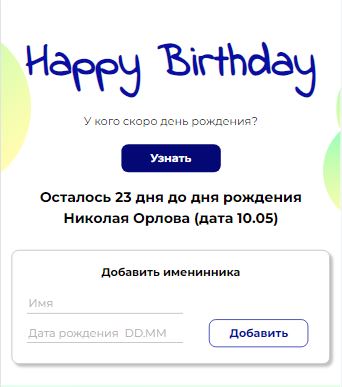 Happy Birthday
У кого скоро день рождения?
Узнать
Осталось 23 дня до дня рождения
Николая Орлова (дата 10.05)
Добавить именинника
Имя
Дата рождения DD.MM
Добавить